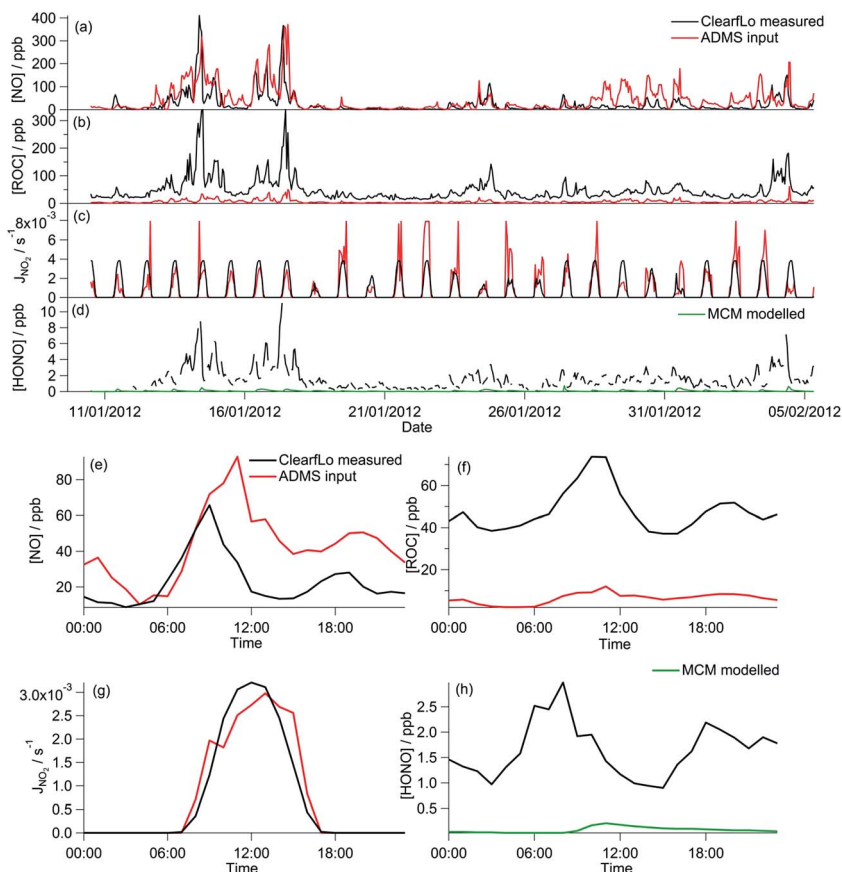 (a)
ClearfLo measured
ADMS input
[NO] / ppb
400
300
200
100
0
(b)
[ROC] / ppb
300
200
100
0
(c)
J_NO₂ / s⁻¹
8x10⁻³
6
4
2
0
(d)
MCM modelled
[HONO] / ppb
10
8
6
4
2
0
11/01/2012 16/01/2012 21/01/2012 26/01/2012 31/01/2012 05/02/2012
Date
(e)
ClearfLo measured
ADMS input
[NO] / ppb
80
60
40
20
00:00 06:00 12:00 18:00
Time
(f)
[ROC] / ppb
60
40
20
00:00 06:00 12:00 18:00
Time
(g)
J_NO₂ / s⁻¹
3.0x10⁻³
2.5
2.0
1.5
1.0
0.5
0.0
00:00 06:00 12:00 18:00
Time
MCM modelled
(h)
[HONO] / ppb
2.5
2.0
1.5
1.0
0.5
00:00 06:00 12:00 18:00
Time